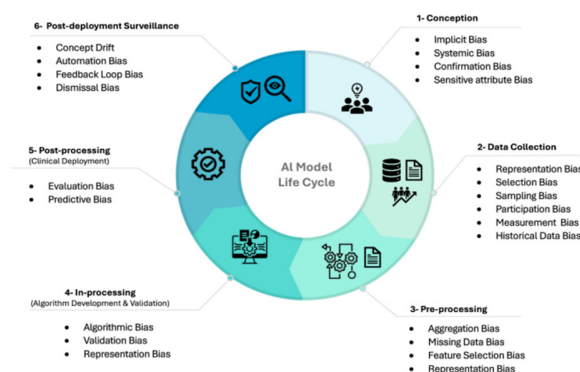 6- Post-deployment Surveillance
Concept Drift
Automation Bias
Feedback Loop Bias
Dismissal Bias
1- Conception
Implicit Bias
Systemic Bias
Confirmation Bias
Sensitive attribute Bias
5- Post-processing
(Clinical Deployment)
Evaluation Bias
Predictive Bias
AI Model
Life Cycle
2- Data Collection
Representation Bias
Selection Bias
Sampling Bias
Participation Bias
Measurement Bias
Historical Data Bias
4- In-processing
(Algorithm Development & Validation)
Algorithmic Bias
Validation Bias
Representation Bias
3- Pre-processing
Aggregation Bias
Missing Data Bias
Feature Selection Bias
Representation Bias